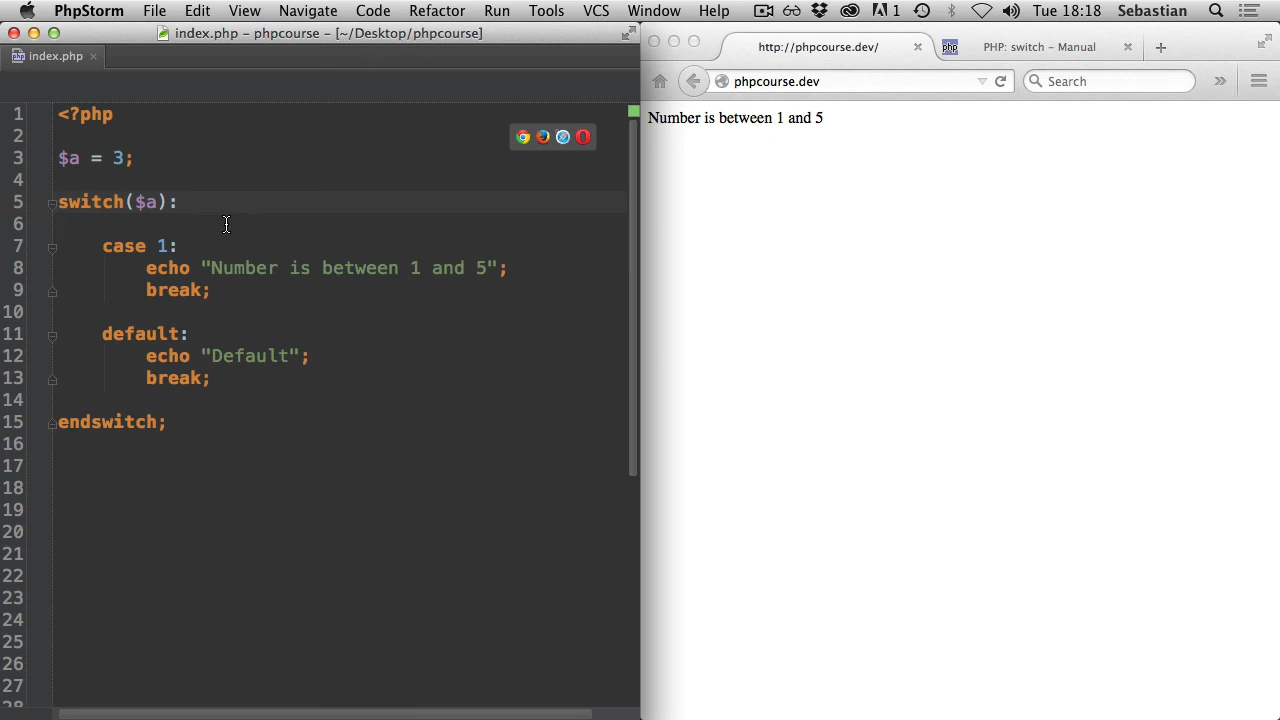 PhpStorm File Edit View Navigate Code Refactor Run Tools VCS Window Help 1 Tue 18:18 Sebastian
index.php – phpcourse – [~/Desktop/phpcourse]
index.php
http://phpcourse.dev/
php PHP: switch – Manual
phpcourse.dev
Search
1 <?php
2
3 $a = 3;
4
5 switch($a):
6
7 case 1:
8 echo "Number is between 1 and 5";
9 break;
10
11 default:
12 echo "Default";
13 break;
14
15 endswitch;
16
17
18
19
20
21
22
23
24
25
26
27
28
Number is between 1 and 5